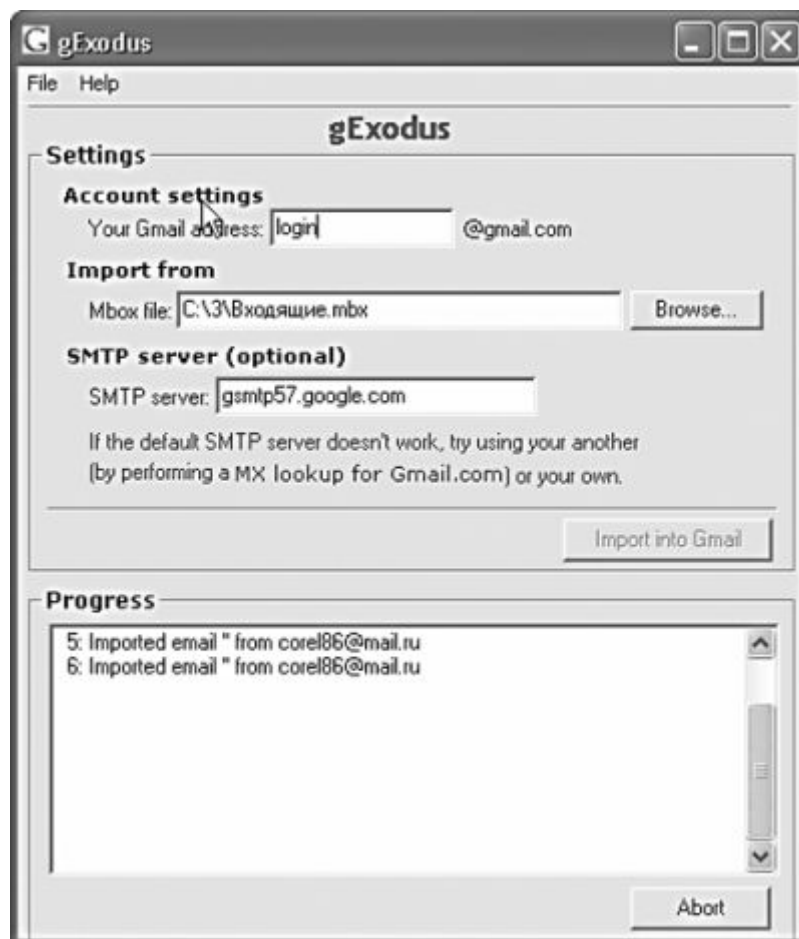 G gExodus
File Help
gExodus
Settings
Account settings
Your Gmail address: login @gmail.com
Import from
Mbox file: C:\3\Входящие.mbx Browse...
SMTP server (optional)
SMTP server: gsmtp57.google.com
If the default SMTP server doesn't work, try using your another
(by performing a MX lookup for Gmail.com) or your own.
Import into Gmail
Progress
5: Imported email '' from corel86@mail.ru
6: Imported email '' from corel86@mail.ru
Abort